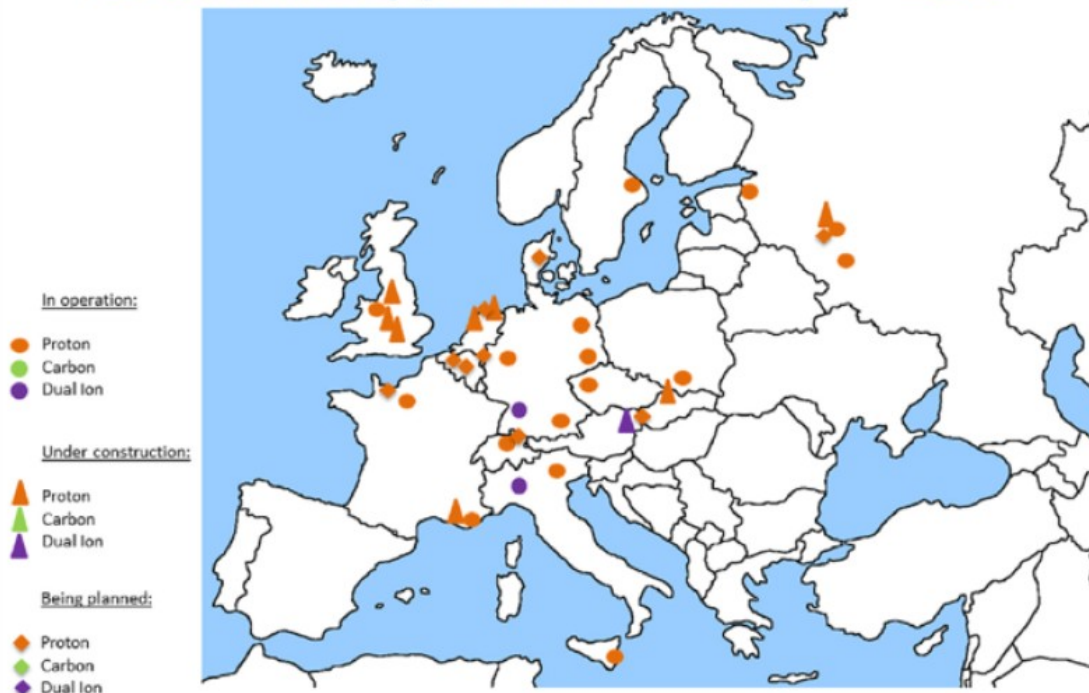 In operation:
Proton
Carbon
Dual Ion
Under construction:
Proton
Carbon
Dual Ion
Being planned:
Proton
Carbon
Dual Ion